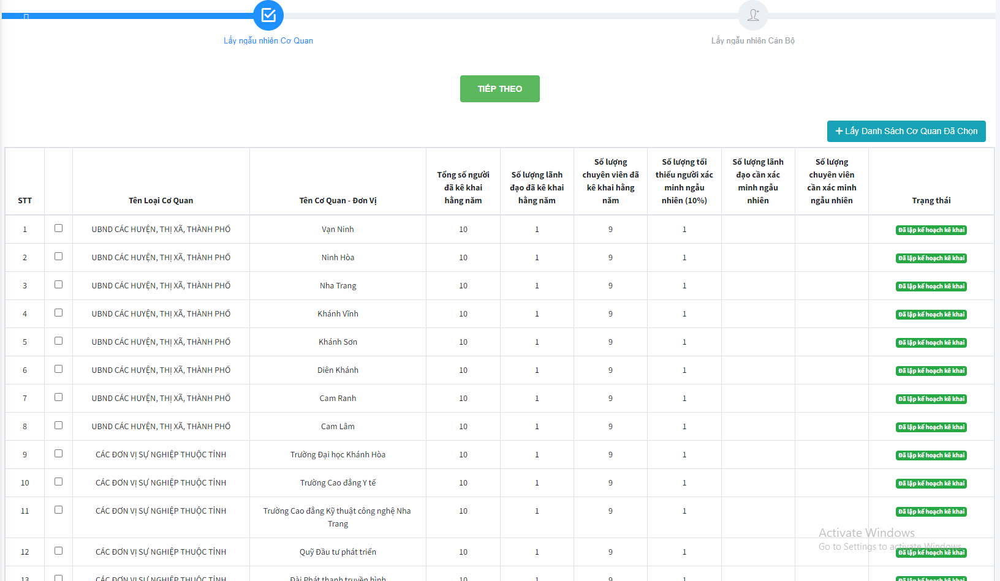 Lấy ngẫu nhiên Cơ Quan
Lấy ngẫu nhiên Cán Bộ
TIẾP THEO
+ Lấy Danh Sách Cơ Quan Đã Chọn
STT Tên Loại Cơ Quan Tên Cơ Quan - Đơn Vị Tổng số người đã kê khai hằng năm Số lượng lãnh đạo đã kê khai hằng năm Số lượng chuyên viên đã kê khai hằng năm Số lượng tối thiểu người xác minh ngẫu nhiên (10%) Số lượng lãnh đạo cần xác minh ngẫu nhiên Số lượng chuyên viên cần xác minh ngẫu nhiên Trạng thái
1 UBND CÁC HUYỆN, THỊ XÃ, THÀNH PHỐ Vạn Ninh 10 1 9 1 Đã lập kế hoạch kê khai
2 UBND CÁC HUYỆN, THỊ XÃ, THÀNH PHỐ Ninh Hòa 10 1 9 1 Đã lập kế hoạch kê khai
3 UBND CÁC HUYỆN, THỊ XÃ, THÀNH PHỐ Nha Trang 10 1 9 1 Đã lập kế hoạch kê khai
4 UBND CÁC HUYỆN, THỊ XÃ, THÀNH PHỐ Khánh Vĩnh 10 1 9 1 Đã lập kế hoạch kê khai
5 UBND CÁC HUYỆN, THỊ XÃ, THÀNH PHỐ Khánh Sơn 10 1 9 1 Đã lập kế hoạch kê khai
6 UBND CÁC HUYỆN, THỊ XÃ, THÀNH PHỐ Diên Khánh 10 1 9 1 Đã lập kế hoạch kê khai
7 UBND CÁC HUYỆN, THỊ XÃ, THÀNH PHỐ Cam Ranh 10 1 9 1 Đã lập kế hoạch kê khai
8 UBND CÁC HUYỆN, THỊ XÃ, THÀNH PHỐ Cam Lâm 10 1 9 1 Đã lập kế hoạch kê khai
9 CÁC ĐƠN VỊ SỰ NGHIỆP THUỘC TỈNH Trường Đại học Khánh Hòa 10 1 9 1 Đã lập kế hoạch kê khai
10 CÁC ĐƠN VỊ SỰ NGHIỆP THUỘC TỈNH Trường Cao đẳng Y tế 10 1 9 1 Đã lập kế hoạch kê khai
11 CÁC ĐƠN VỊ SỰ NGHIỆP THUỘC TỈNH Trường Cao đẳng Kỹ thuật công nghệ Nha Trang 10 1 9 1 Đã lập kế hoạch kê khai
Activate Windows
Go to Settings to activate Windows.
12 CÁC ĐƠN VỊ SỰ NGHIỆP THUỘC TỈNH Quỹ Đầu tư phát triển 10 1 9 1 Đã lập kế hoạch kê khai
13 CÁC ĐƠN VỊ SỰ NGHIỆP THUỘC TỈNH Đài Phát thanh truyền hình 10 1 9 1 Đã lập kế hoạch kê khai